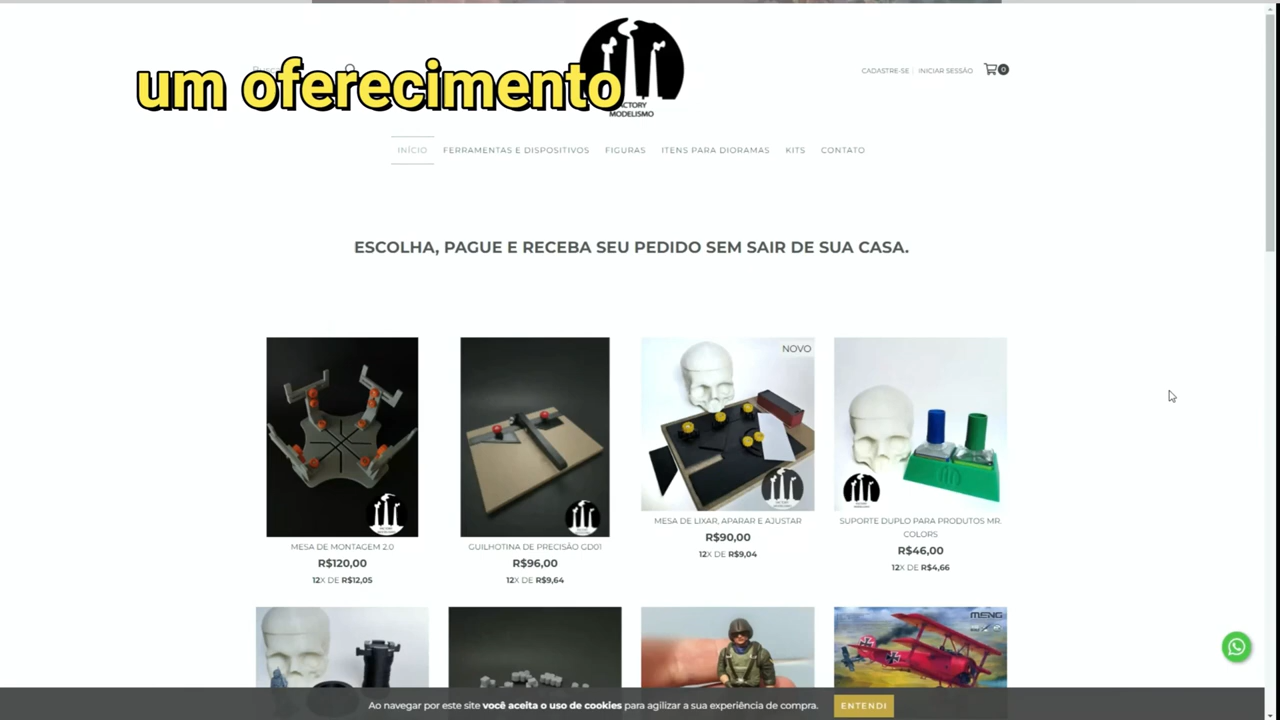 um oferecimento
FACTORY
MODELISMO
CADASTRE-SE
INICIAR SESSÃO
0
INÍCIO
FERRAMENTAS E DISPOSITIVOS
FIGURAS
ITENS PARA DIORAMAS
KITS
CONTATO
ESCOLHA, PAGUE E RECEBA SEU PEDIDO SEM SAIR DE SUA CASA.
NOVO
MESA DE MONTAGEM 2.0
R$120,00
12X DE R$12,05
GUILHOTINA DE PRECISÃO GD01
R$96,00
12X DE R$9,64
MESA DE LIXAR, APARAR E AJUSTAR
R$90,00
12X DE R$9,04
SUPORTE DUPLO PARA PRODUTOS MR.
COLORS
R$46,00
12X DE R$4,66
MENG
Ao navegar por este site você aceita o uso de cookies para agilizar a sua experiência de compra.
ENTENDI